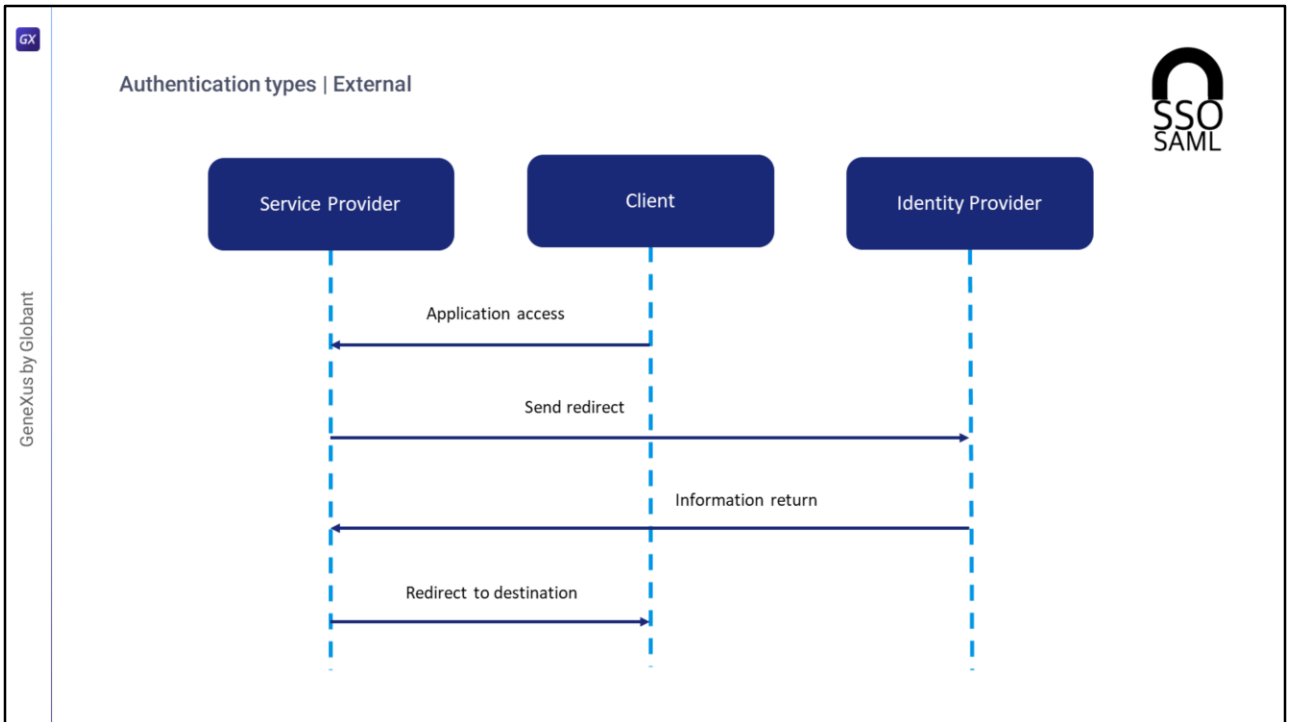 GX
Authentication types | External
SSO
SAML
Service Provider
Client
Identity Provider
Application access
Send redirect
Information return
Redirect to destination
GeneXus by Globant